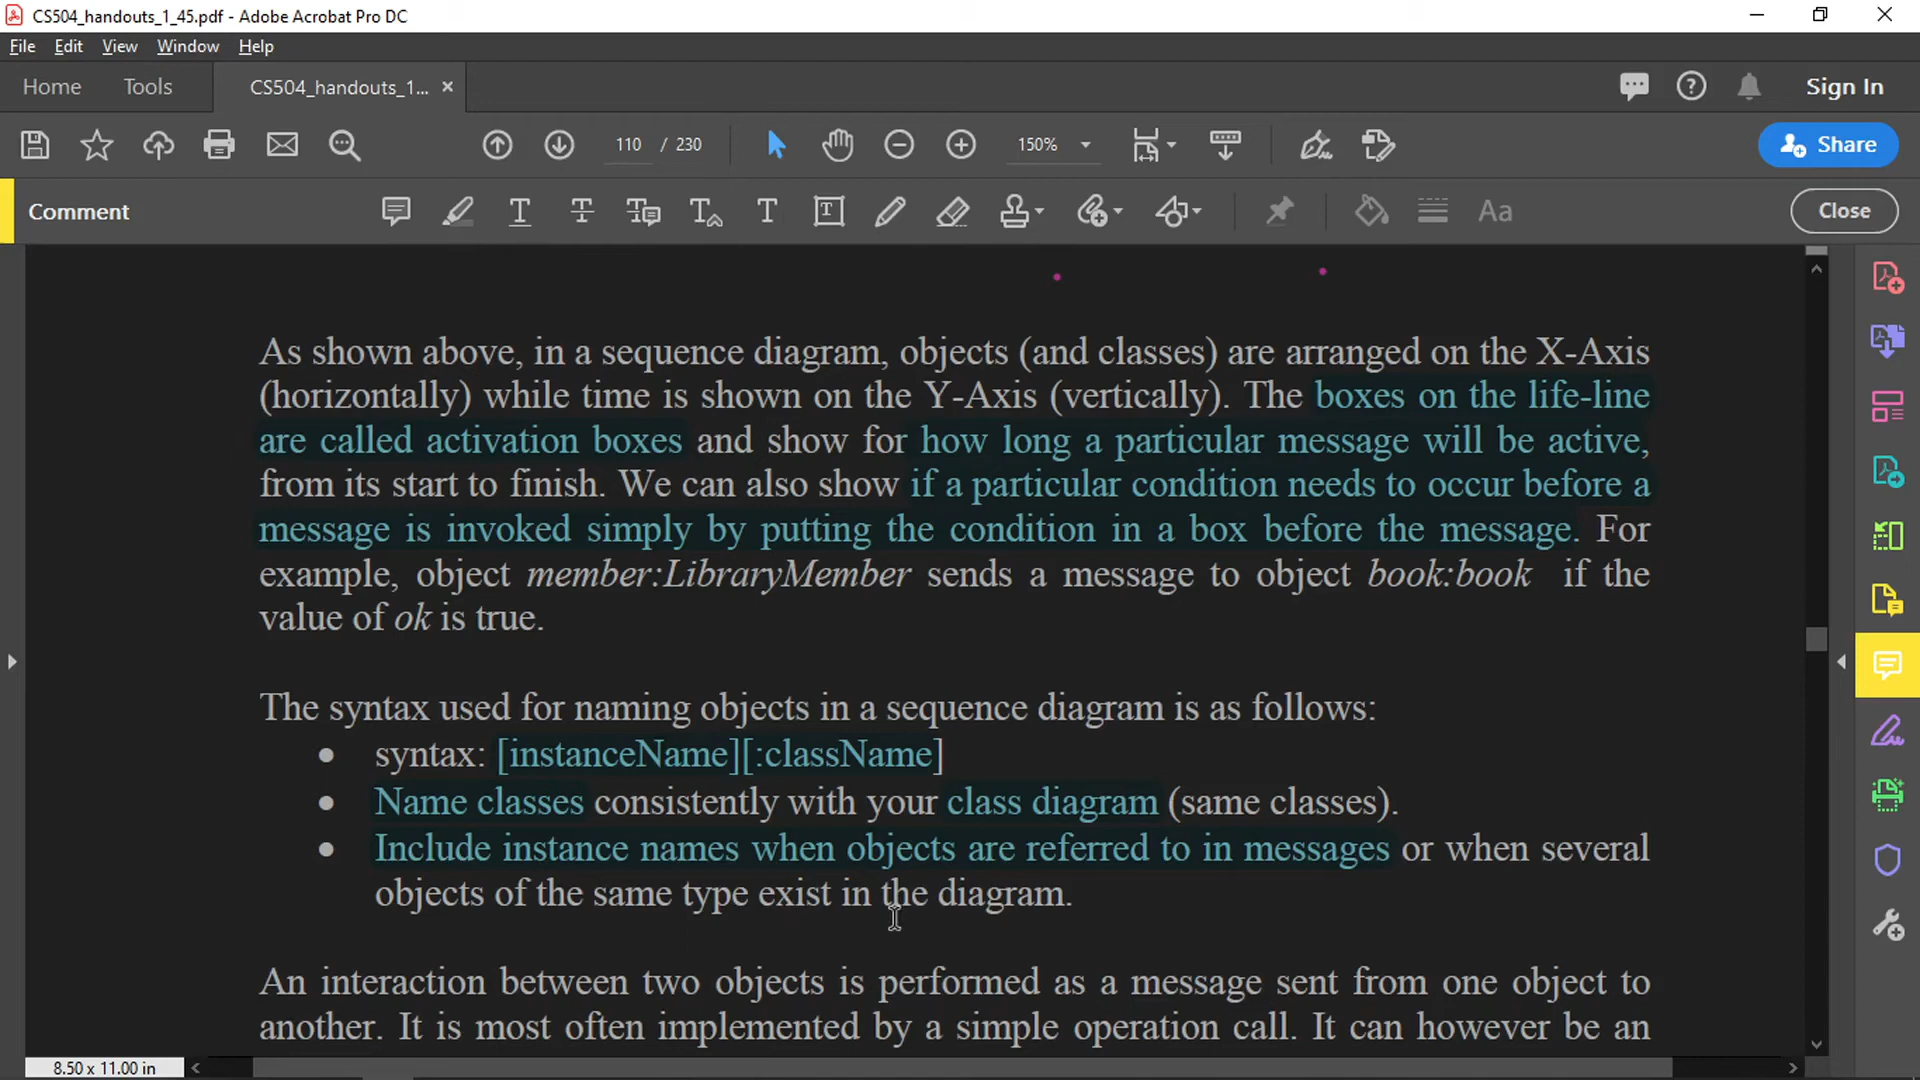 CS504_handouts_1_45.pdf - Adobe Acrobat Pro DC
File Edit View Window Help
Home Tools CS504_handouts_1... × Sign In
110 / 230 150% Share
Comment Close
As shown above, in a sequence diagram, objects (and classes) are arranged on the X-Axis
(horizontally) while time is shown on the Y-Axis (vertically). The boxes on the life-line
are called activation boxes and show for how long a particular message will be active,
from its start to finish. We can also show if a particular condition needs to occur before a
message is invoked simply by putting the condition in a box before the message. For
example, object member:LibraryMember sends a message to object book:book if the
value of ok is true.
The syntax used for naming objects in a sequence diagram is as follows:
● syntax: [instanceName][:className]
● Name classes consistently with your class diagram (same classes).
● Include instance names when objects are referred to in messages or when several
objects of the same type exist in the diagram.
An interaction between two objects is performed as a message sent from one object to
another. It is most often implemented by a simple operation call. It can however be an
8.50 x 11.00 in